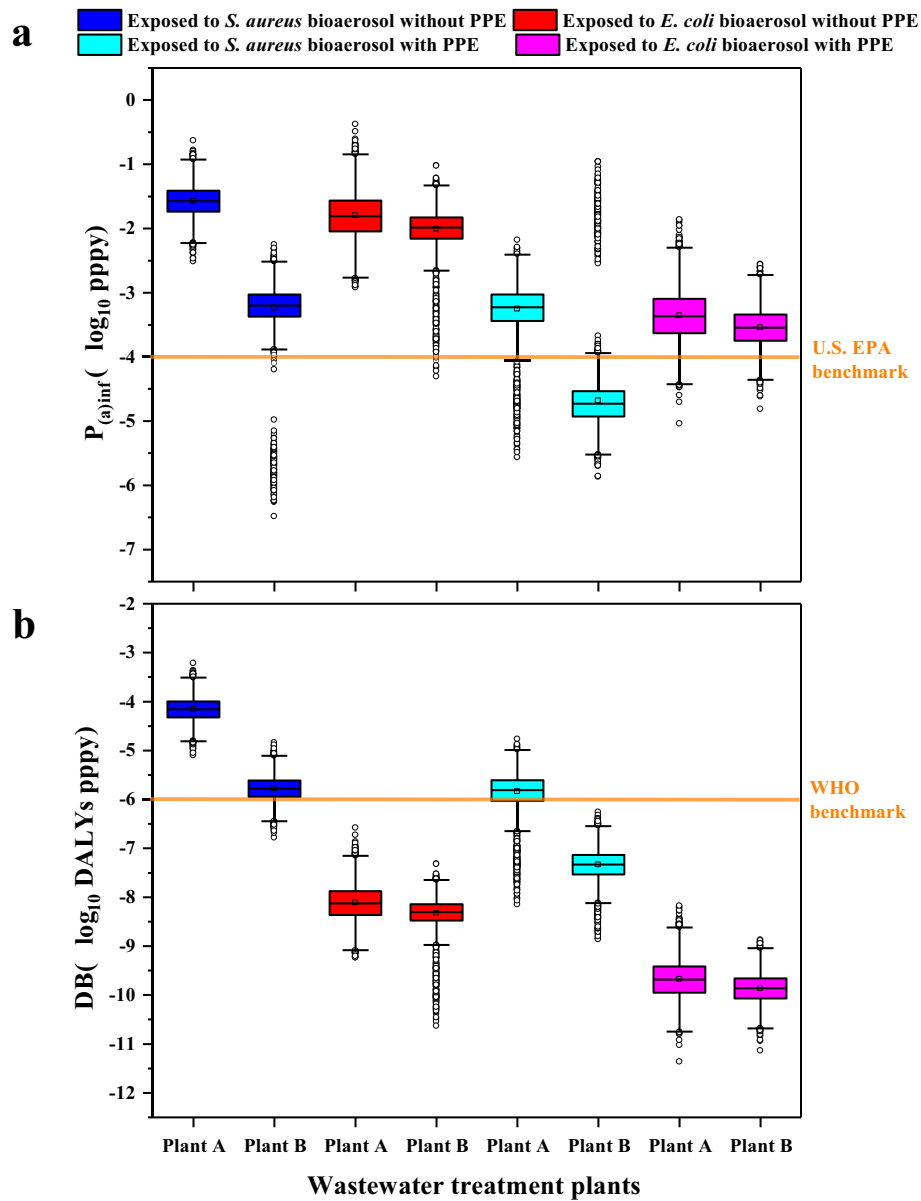 a
Exposed to S. aureus bioaerosol without PPE
Exposed to E. coli bioaerosol without PPE
Exposed to S. aureus bioaerosol with PPE
Exposed to E. coli bioaerosol with PPE
P(a)inf( log10 pppy)
0
-1
-2
-3
-4
-5
-6
-7
U.S. EPA
benchmark
b
DB( log10 DALYs pppy)
-2
-3
-4
-5
-6
-7
-8
-9
-10
-11
-12
WHO
benchmark
Plant A Plant B Plant A Plant B Plant A Plant B Plant A Plant B
Wastewater treatment plants